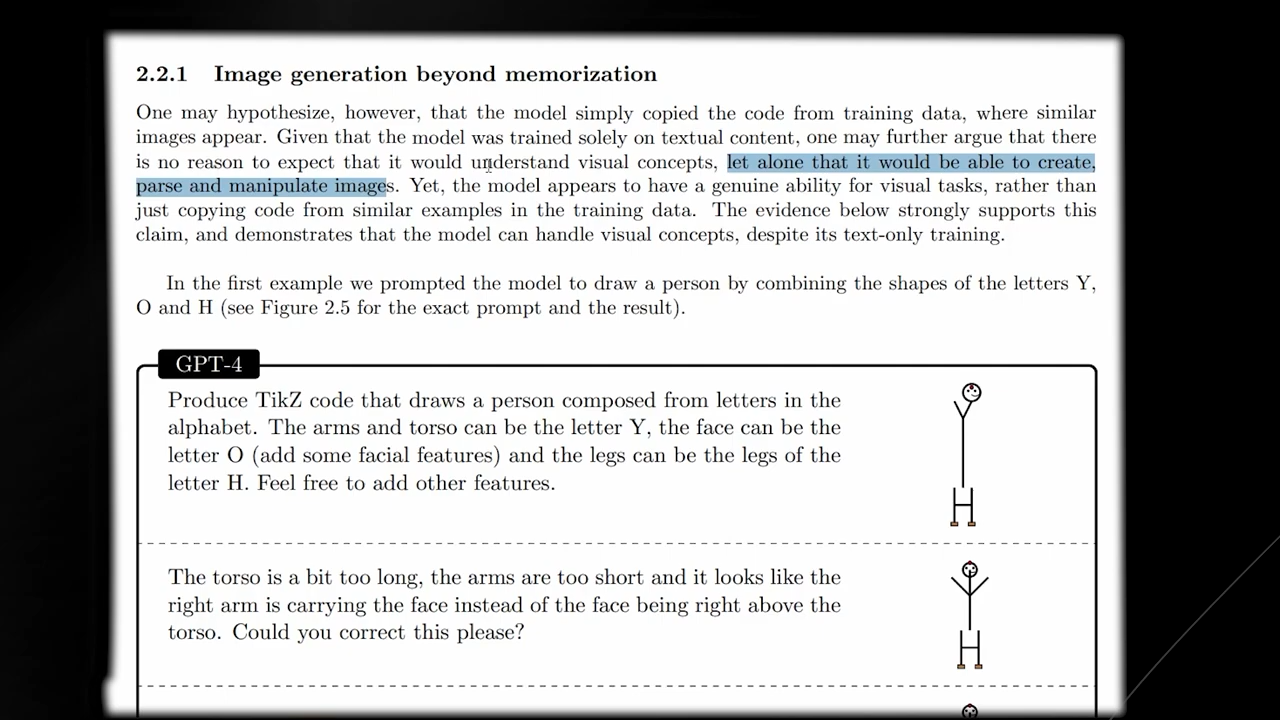 2.2.1 Image generation beyond memorization
One may hypothesize, however, that the model simply copied the code from training data, where similar
images appear. Given that the model was trained solely on textual content, one may further argue that there
is no reason to expect that it would understand visual concepts, let alone that it would be able to create,
parse and manipulate images. Yet, the model appears to have a genuine ability for visual tasks, rather than
just copying code from similar examples in the training data. The evidence below strongly supports this
claim, and demonstrates that the model can handle visual concepts, despite its text-only training.
In the first example we prompted the model to draw a person by combining the shapes of the letters Y,
O and H (see Figure 2.5 for the exact prompt and the result).
GPT-4
Produce TikZ code that draws a person composed from letters in the
alphabet. The arms and torso can be the letter Y, the face can be the
letter O (add some facial features) and the legs can be the legs of the
letter H. Feel free to add other features.
The torso is a bit too long, the arms are too short and it looks like the
right arm is carrying the face instead of the face being right above the
torso. Could you correct this please?